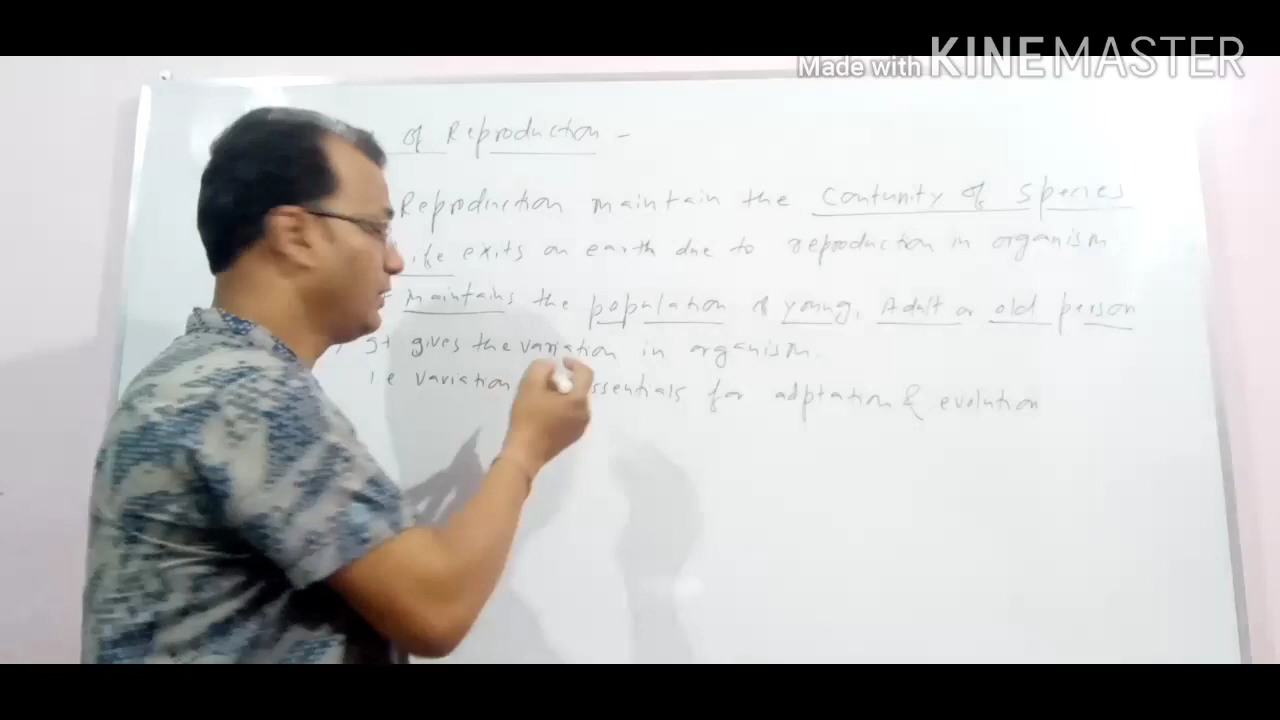 Made with KINEMASTER
of Reproduction -
Reproduction maintain the Contunity of Species
ife exits on earth due to reproduction in organism
maintains the population of young, Adult or old person
It gives the variation in organism.
i.e variation ssentials for adptation & evolution